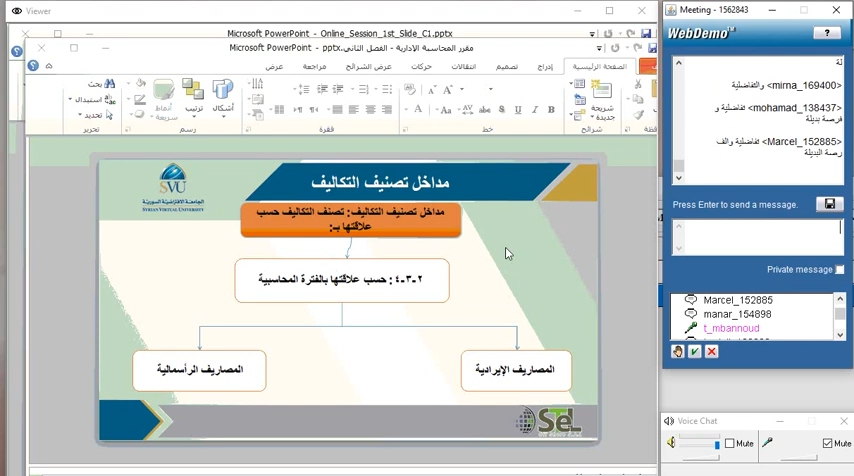 Viewer
Microsoft PowerPoint - Online_Session_1st_Slide_C1.pptx
Microsoft PowerPoint - مقرر المحاسبة الإدارية - الفصل الثاني.pptx
الصفحة الرئيسية
إدراج
تصميم
انتقالات
حركات
عرض الشرائح
مراجعة
عرض
شريحة جديدة
شرائح
خط
فقرة
أشكال
ترتيب
أنماط سريعة
رسم
بحث
استبدال
تحديد
تحرير
SVU
الجامعة الافتراضية السورية
SYRIAN VIRTUAL UNIVERSITY
مداخل تصنيف التكاليف
مداخل تصنيف التكاليف: تصنف التكاليف حسب
علاقتها بـ:
٢-٣-٤ : حسب علاقتها بالفترة المحاسبية
المصاريف الإيرادية
المصاريف الرأسمالية
Meeting - 1562843
WebDemo
?
لة
<mirna_169400> والتفاضلية
<mohamad_138437> تفاضلية و
فرصة بديلة
<Marcel_152885> تفاضلية والف
رصة البديلة
Press Enter to send a message.
Private message
Marcel_152885
manar_154898
t_mbannoud
Voice Chat
Mute
Mute